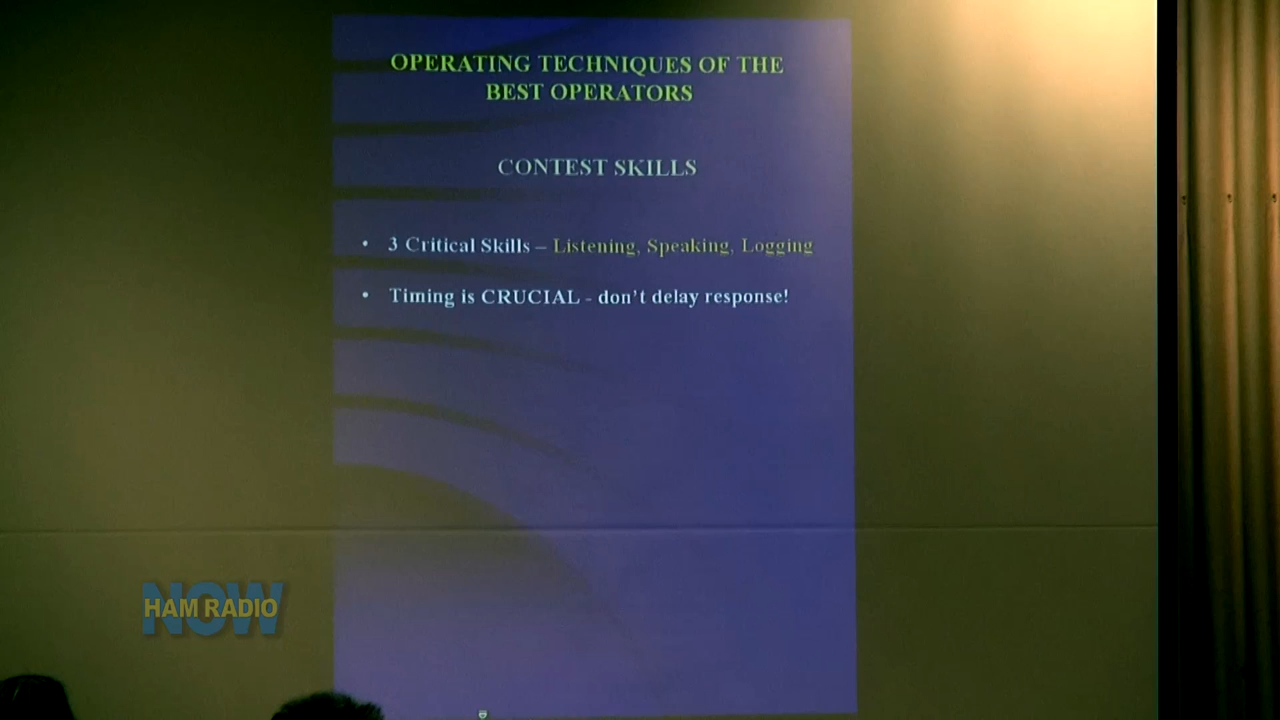 OPERATING TECHNIQUES OF THE
BEST OPERATORS
CONTEST SKILLS
• 3 Critical Skills – Listening, Speaking, Logging
• Timing is CRUCIAL - don't delay response!
NOW
HAM RADIO